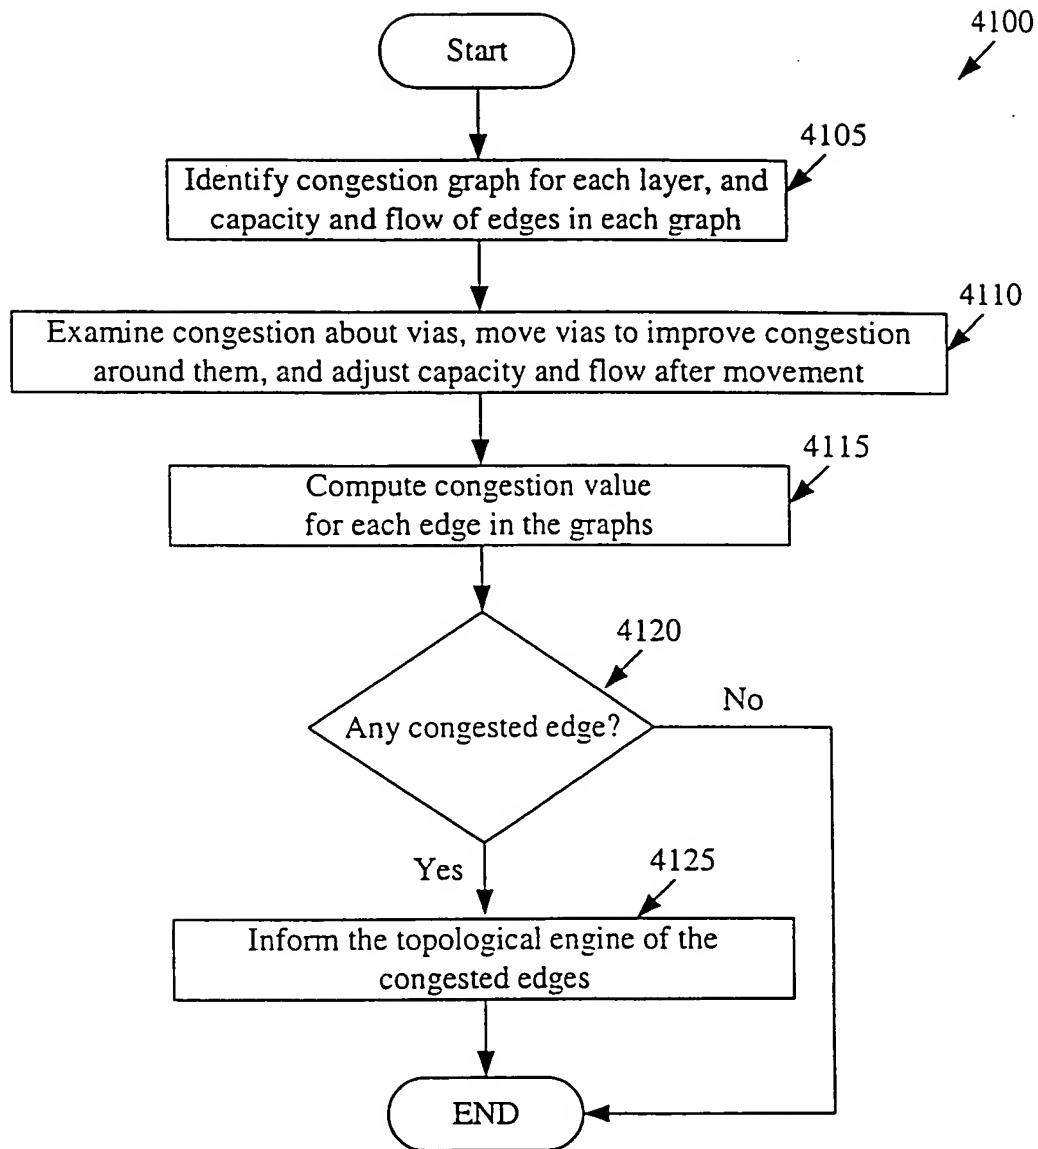 4100
Start
4105
Identify congestion graph for each layer, and
capacity and flow of edges in each graph
4110
Examine congestion about vias, move vias to improve congestion
around them, and adjust capacity and flow after movement
4115
Compute congestion value
for each edge in the graphs
4120
Any congested edge?
No
Yes
4125
Inform the topological engine of the
congested edges
END